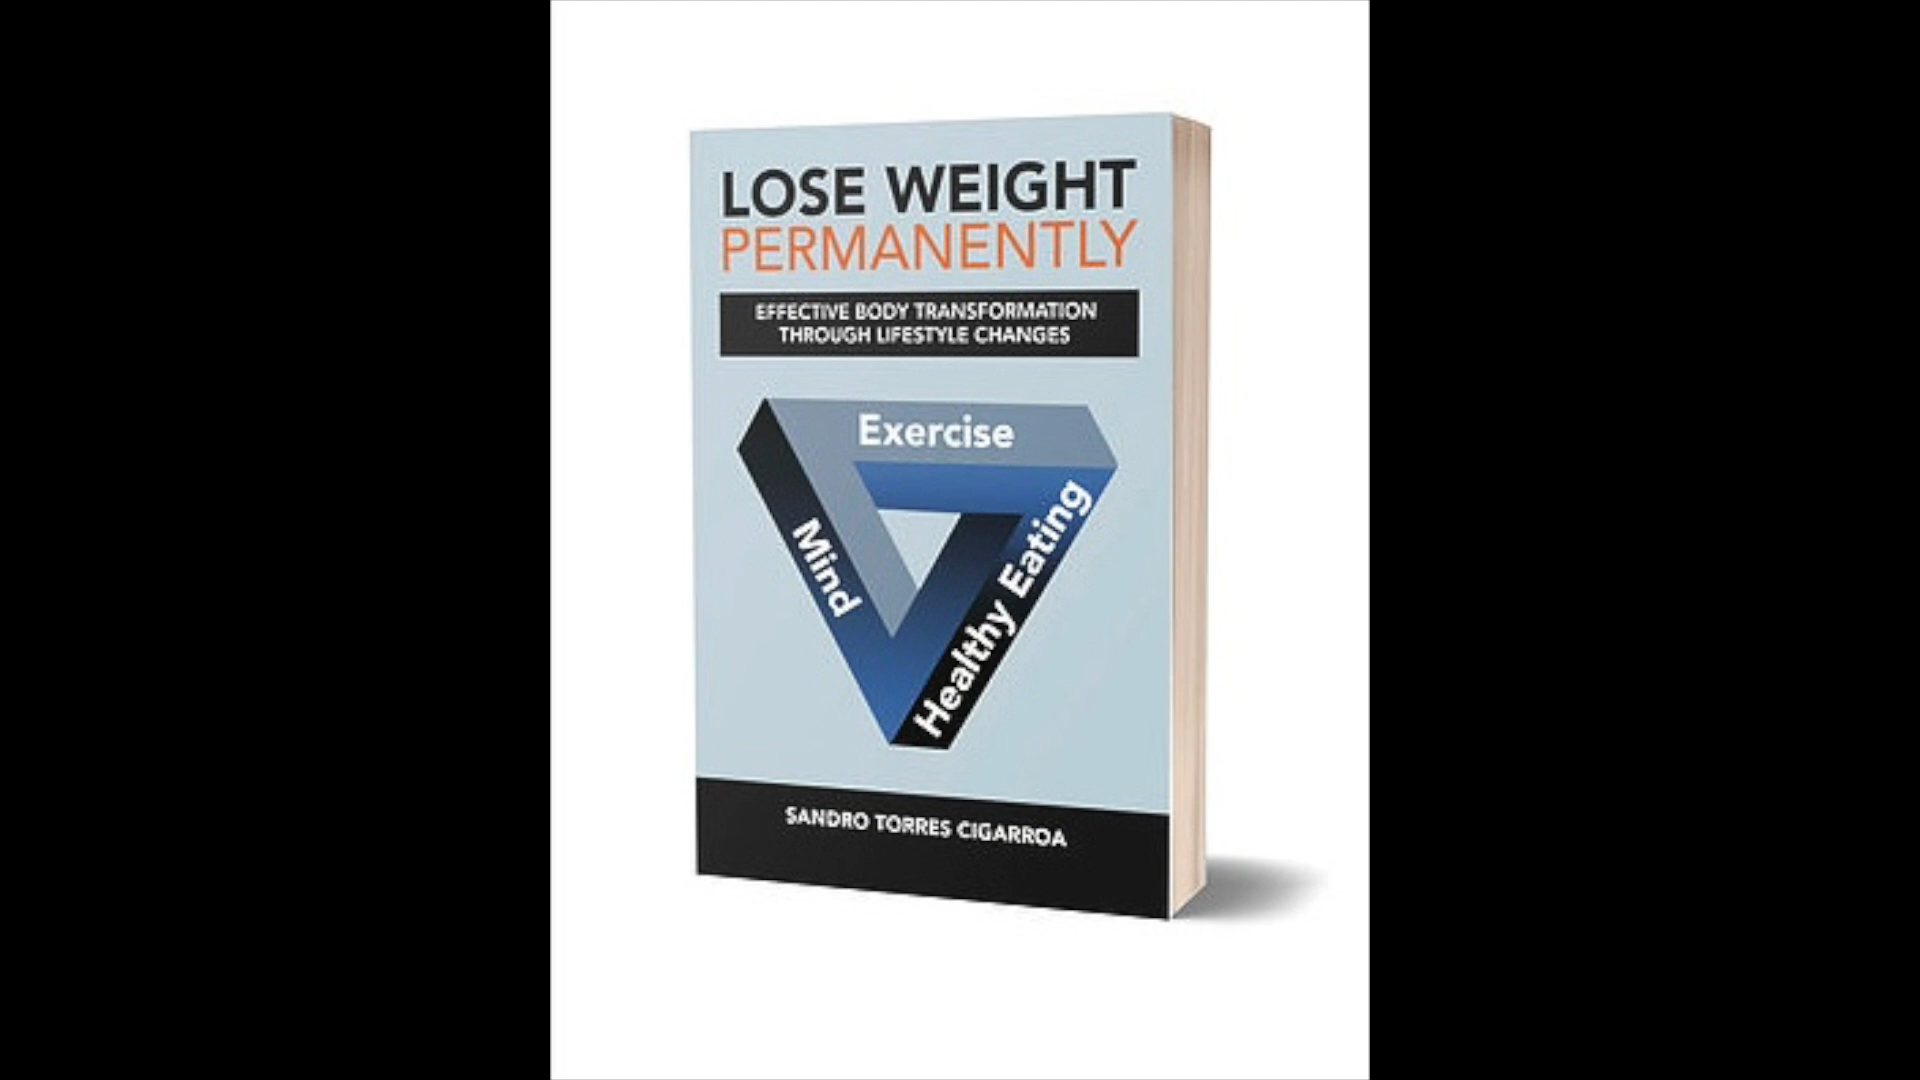 LOSE WEIGHT
PERMANENTLY
EFFECTIVE BODY TRANSFORMATION
THROUGH LIFESTYLE CHANGES
Exercise
Mind
Healthy Eating
SANDRO TORRES CIGARROA